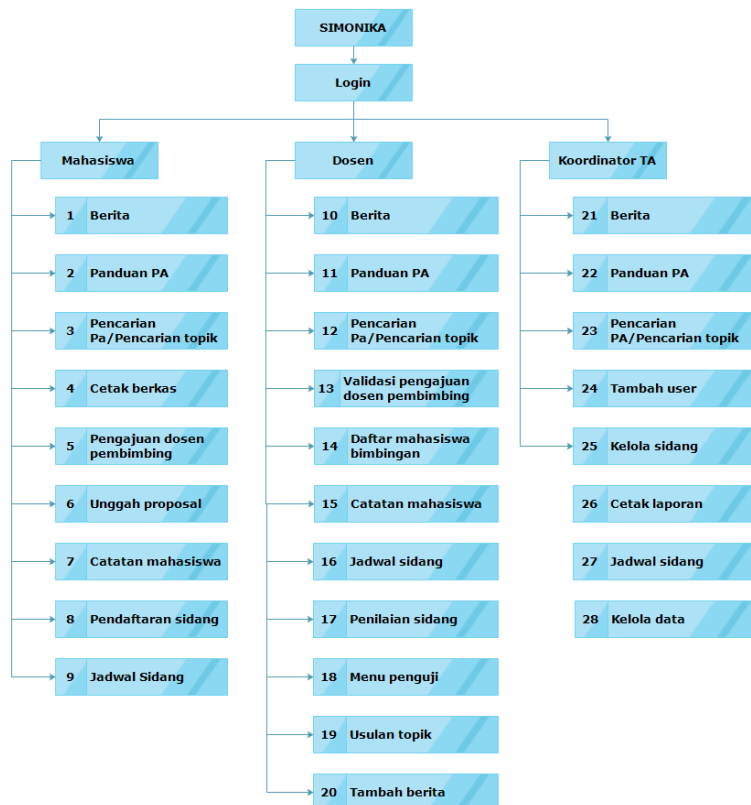 SIMONIKA
Login
Mahasiswa
1 Berita
2 Panduan PA
3 Pencarian
Pa/Pencarian topik
4 Cetak berkas
5 Pengajuan dosen
pembimbing
6 Unggah proposal
7 Catatan mahasiswa
8 Pendaftaran sidang
9 Jadwal Sidang
Dosen
10 Berita
11 Panduan PA
12 Pencarian
Pa/Pencarian topik
13 Validasi pengajuan
dosen pembimbing
14 Daftar mahasiswa
bimbingan
15 Catatan mahasiswa
16 Jadwal sidang
17 Penilaian sidang
18 Menu penguji
19 Usulan topik
20 Tambah berita
Koordinator TA
21 Berita
22 Panduan PA
23 Pencarian
PA/Pencarian topik
24 Tambah user
25 Kelola sidang
26 Cetak laporan
27 Jadwal sidang
28 Kelola data